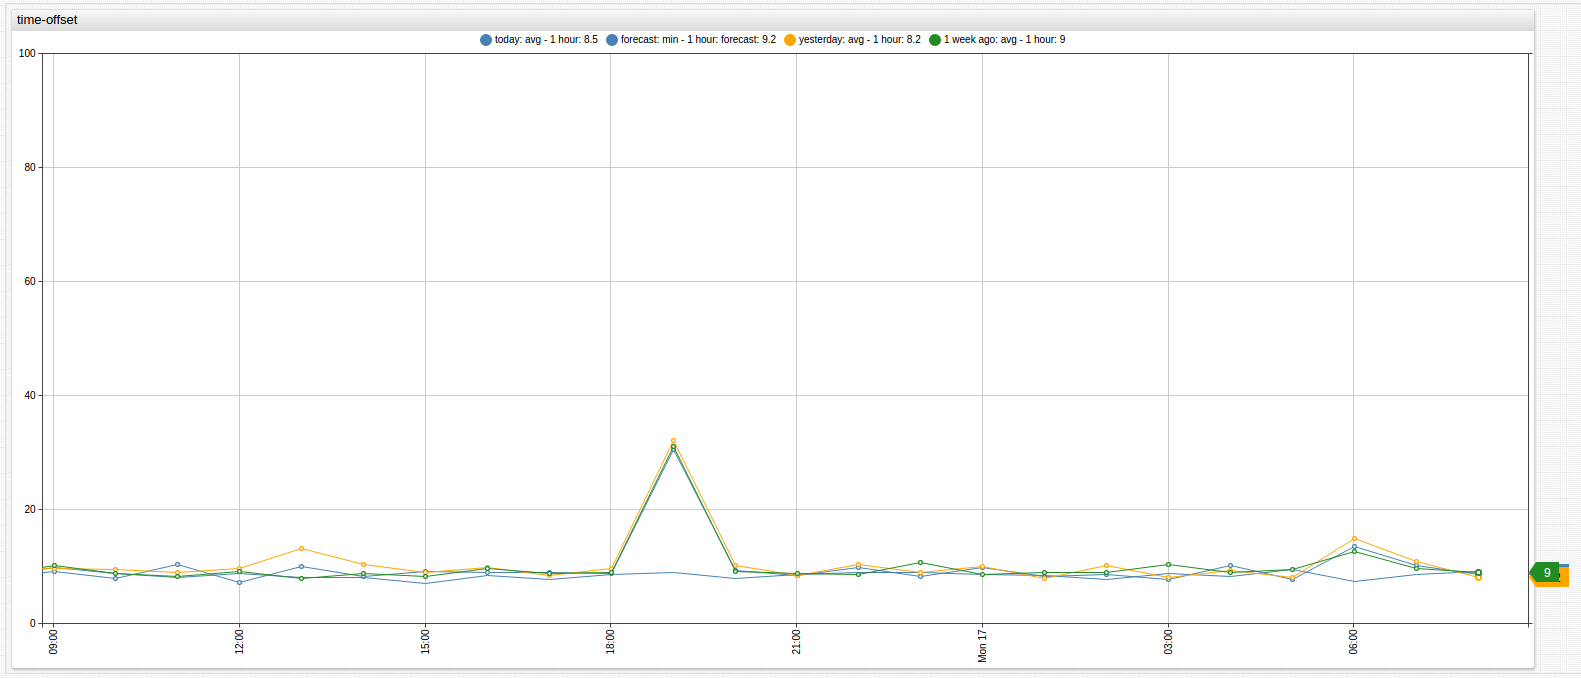 time-offset
today: avg - 1 hour: 8.5 forecast: min - 1 hour: forecast: 9.2 yesterday: avg - 1 hour: 8.2 1 week ago: avg - 1 hour: 9
100
80
60
40
20
0
9
09:00 12:00 15:00 18:00 21:00 Mon 17 03:00 06:00